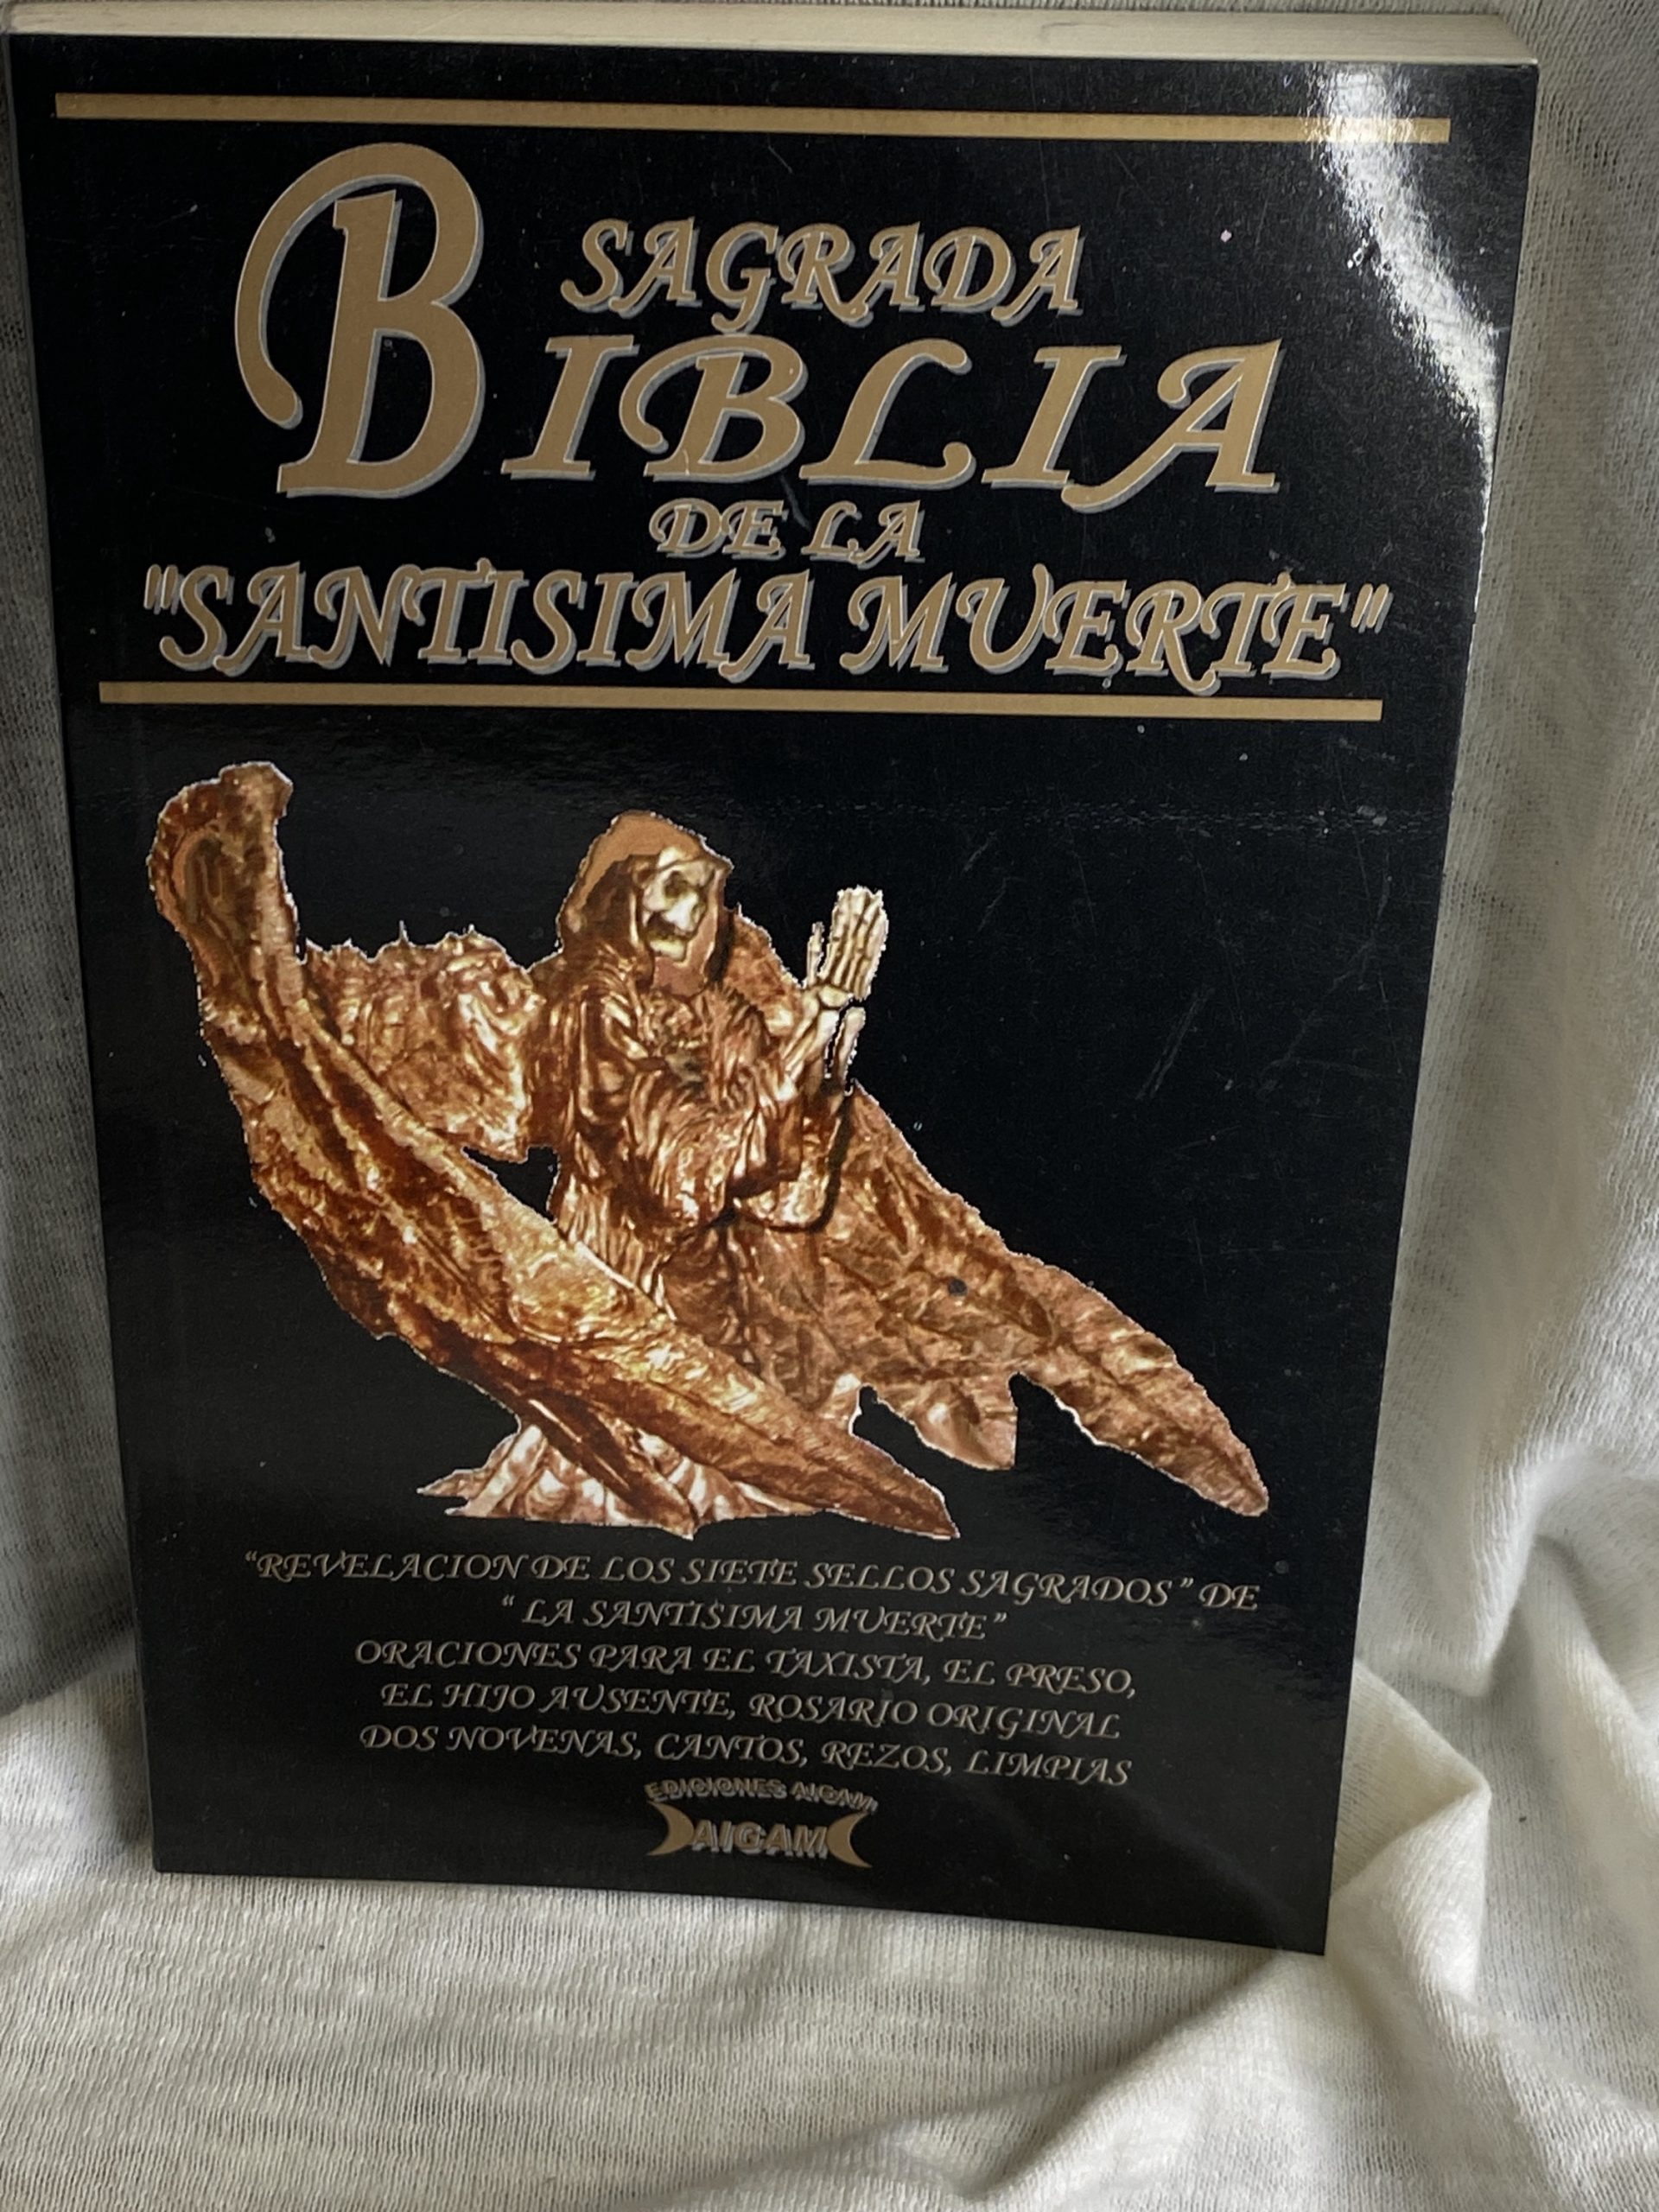 SAGRADA
BIBLIA
DE LA
"SANTISIMA MUERTE"
"REVELACION DE LOS SIETE SELLOS SAGRADOS" DE
" LA SANTISIMA MUERTE"
ORACIONES PARA EL TAXISTA, EL PRESO,
EL HIJO AUSENTE, ROSARIO ORIGINAL
DOS NOVENAS, CANTOS, REZOS, LIMPIAS
EDICIONES AIGAM
AIGAM